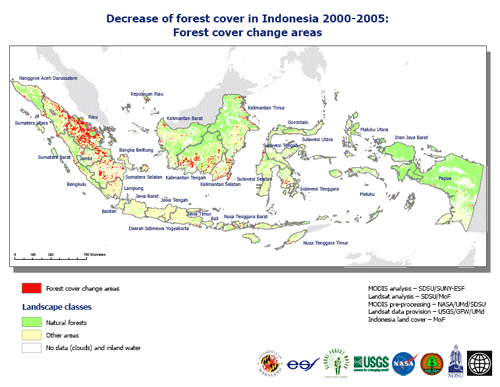 Decrease of forest cover in Indonesia 2000-2005:
Forest cover change areas
Nanggroe Aceh Darussalam
Kepulauan Riau
Sumatera Utara
Riau
Kalimantan Barat
Kalimantan Timur
Gorontalo
Sulawesi Utara
Maluku Utara
Irian Jaya Barat
Sumatera Barat
Jambi
Bangka Belitung
Sulawesi Tengah
Bengkulu
Sumatera Selatan
Kalimantan Tengah
Kalimantan Selatan
Sulawesi Selatan
Papua
Lampung
Sulawesi Tenggara
Maluku
Banten
Jawa Barat
Jawa Tengah
Jawa Timur
Bali
Nusa Tenggara Barat
Daerah Istimewa Yogyakarta
Nusa Tenggara Timur
Forest cover change areas
Landscape classes
Natural forests
Other areas
No data (clouds) and inland water
MODIS analysis – SDSU/SUNY-ESF
Landsat analysis – SDSU/MoF
MODIS pre-processing – NASA/UMd/SDSU
Landsat data provision – USGS/GFW/UMd
Indonesia land cover – MoF
esf
USGS
NASA
SDSU